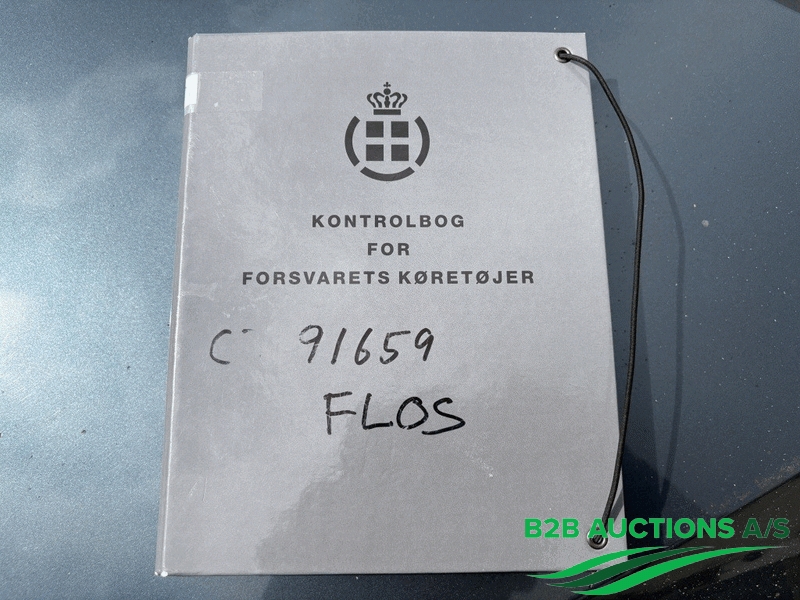 KONTROLBOG
FOR
FORSVARETS KØRETØJER
C- 91659
FLOS
B2B AUCTIONS A/S